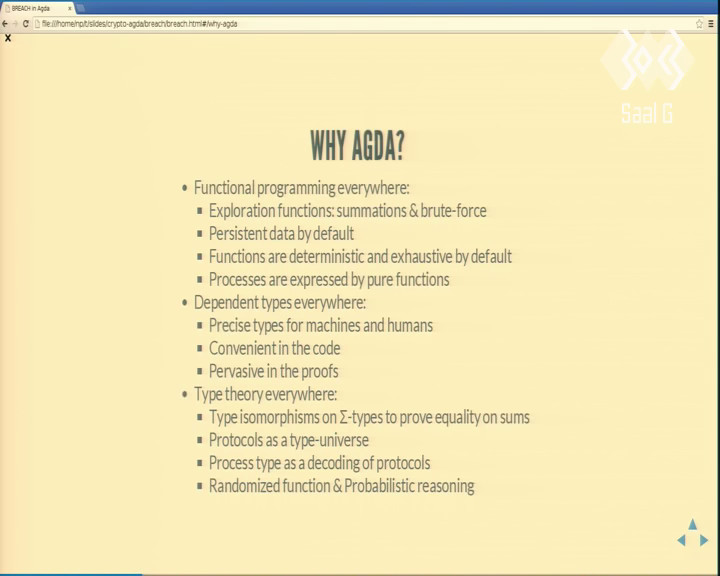 BREACH in Agda
file:///home/np/t/slides/crypto-agda/breach/breach.html#/why-agda
X
Saal G
WHY AGDA?
• Functional programming everywhere:
▪ Exploration functions: summations & brute-force
▪ Persistent data by default
▪ Functions are deterministic and exhaustive by default
▪ Processes are expressed by pure functions
• Dependent types everywhere:
▪ Precise types for machines and humans
▪ Convenient in the code
▪ Pervasive in the proofs
• Type theory everywhere:
▪ Type isomorphisms on Σ-types to prove equality on sums
▪ Protocols as a type-universe
▪ Process type as a decoding of protocols
▪ Randomized function & Probabilistic reasoning